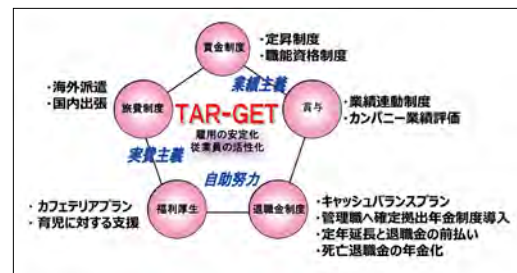 賃金制度
・定昇制度
・職能資格制度
業績主義
・海外派遣
・国内出張
旅費制度
TAR-GET
雇用の安定化
従業員の活性化
賞与
・業績連動制度
・カンパニー業績評価
実費主義
自助努力
・カフェテリアプラン
・育児に対する支援
福利厚生
退職金制度
・キャッシュバランスプラン
・管理職へ確定拠出年金制度導入
・定年延長と退職金の前払い
・死亡退職金の年金化